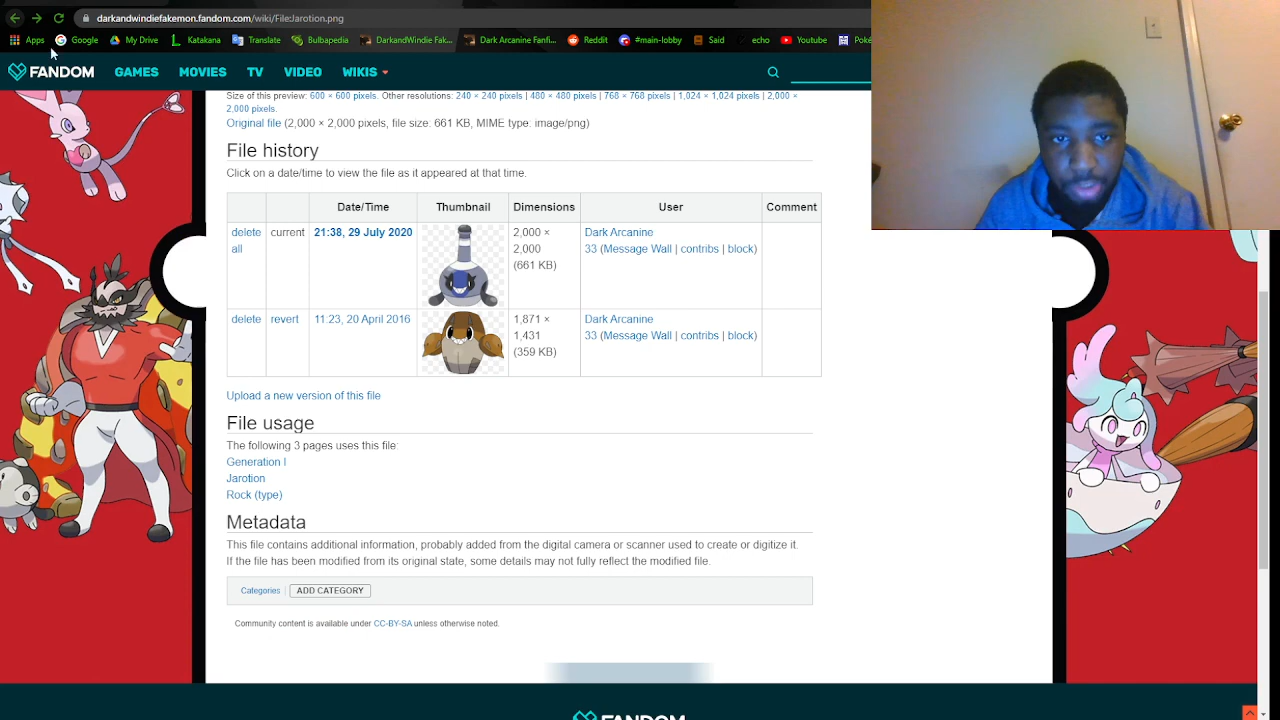 darkandwindiefakemon.fandom.com/wiki/File:Jarotion.png
Apps Google My Drive Katakana Translate Bulbapedia DarkandWindie Fak... Dark Arcanine Fanfi... Reddit #main-lobby Said echo Youtube Poké
FANDOM GAMES MOVIES TV VIDEO WIKIS
Size of this preview: 600 × 600 pixels. Other resolutions: 240 × 240 pixels | 480 × 480 pixels | 768 × 768 pixels | 1,024 × 1,024 pixels | 2,000 ×
2,000 pixels.
Original file (2,000 × 2,000 pixels, file size: 661 KB, MIME type: image/png)
File history
Click on a date/time to view the file as it appeared at that time.
Date/Time Thumbnail Dimensions User Comment
delete current 21:38, 29 July 2020 2,000 × Dark Arcanine
all 2,000 33 (Message Wall | contribs | block)
(661 KB)
delete revert 11:23, 20 April 2016 1,871 × Dark Arcanine
1,431 33 (Message Wall | contribs | block)
(359 KB)
Upload a new version of this file
File usage
The following 3 pages uses this file:
Generation I
Jarotion
Rock (type)
Metadata
This file contains additional information, probably added from the digital camera or scanner used to create or digitize it.
If the file has been modified from its original state, some details may not fully reflect the modified file.
Categories ADD CATEGORY
Community content is available under CC-BY-SA unless otherwise noted.
FANDOM